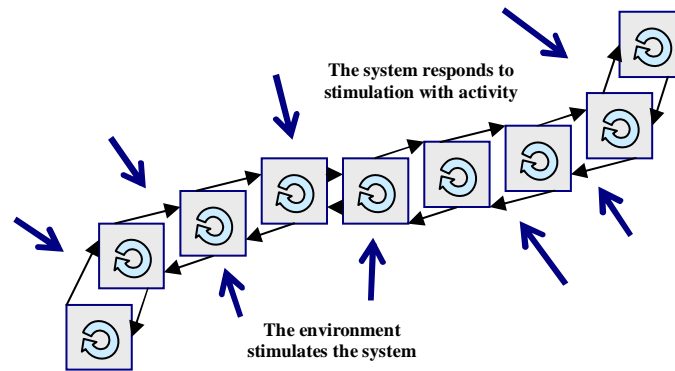 The system responds to
stimulation with activity
The environment
stimulates the system